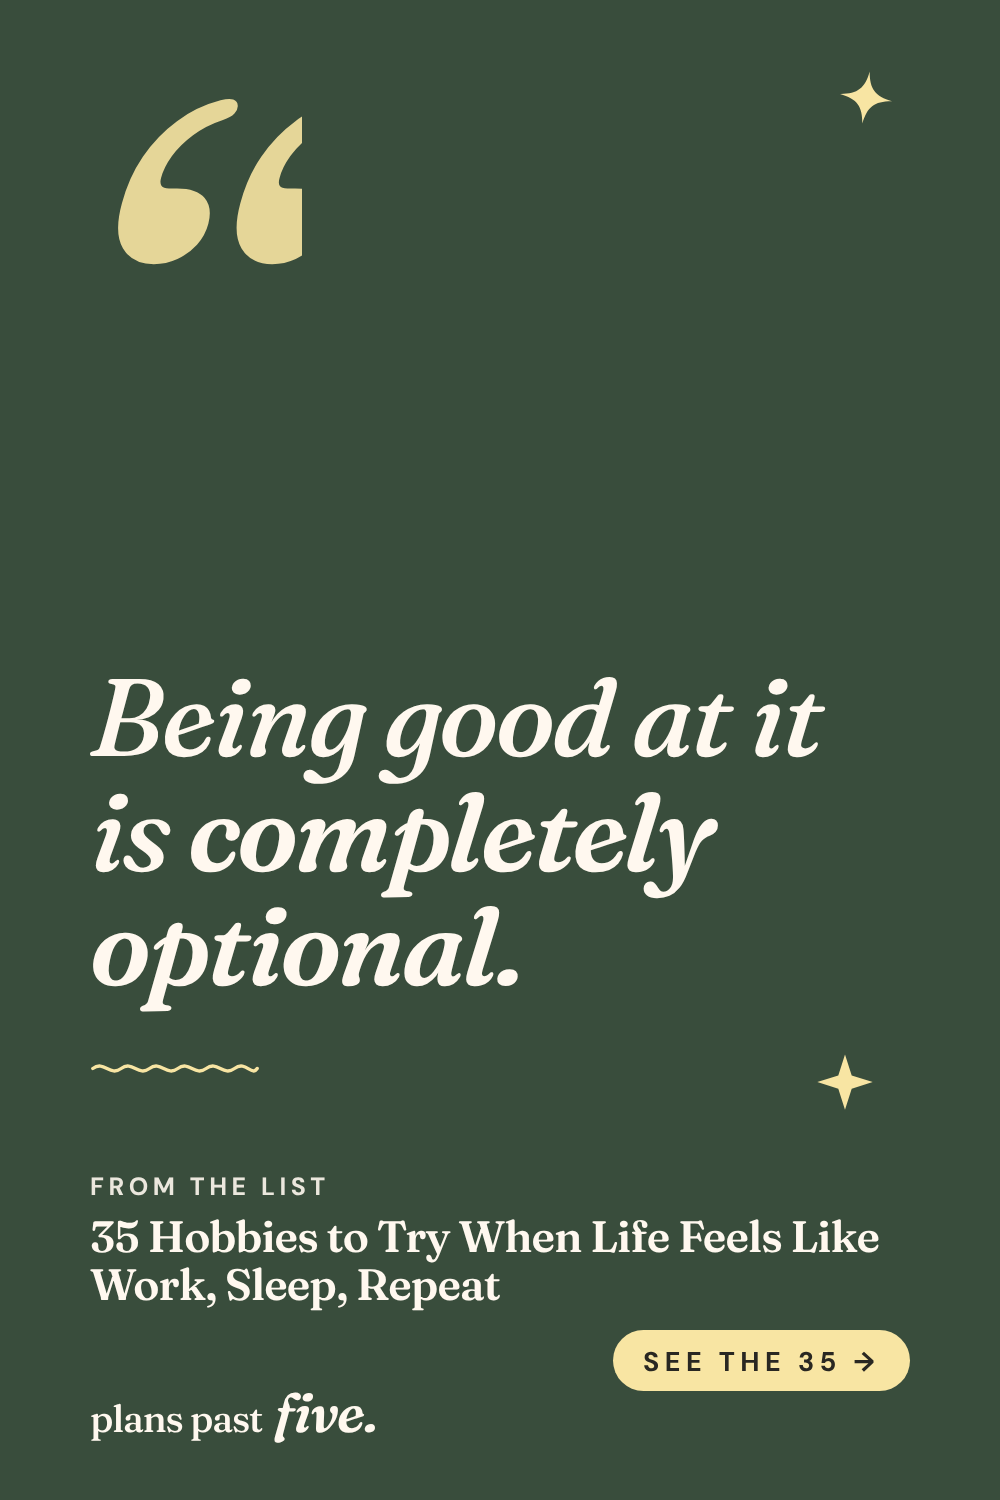 “
Being good at it
is completely
optional.
FROM THE LIST
35 Hobbies to Try When Life Feels Like
Work, Sleep, Repeat
SEE THE 35 →
plans past five.